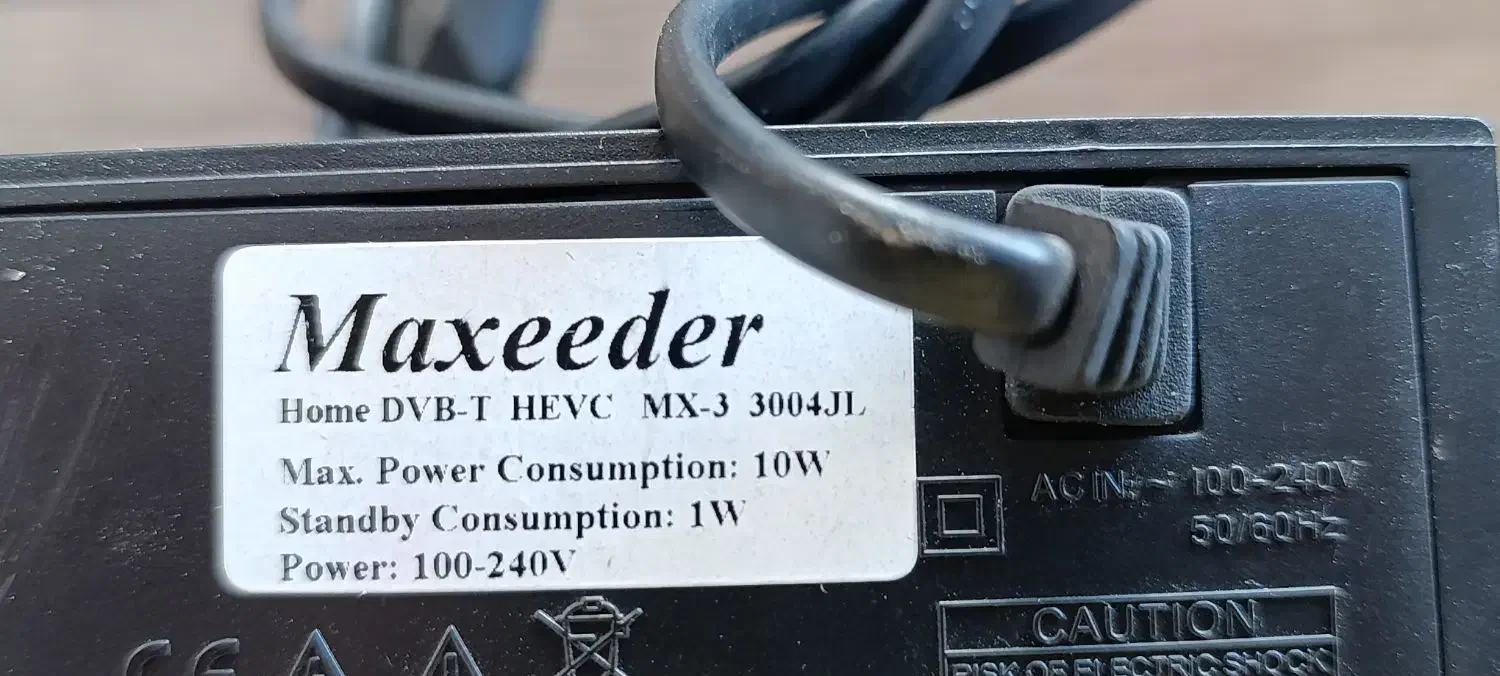 Maxeeder
Home DVB-T HEVC MX-3 3004JL
Max. Power Consumption: 10W
Standby Consumption: 1W
Power: 100-240V
AC IN: ~ 100-240V
50/60Hz
CE
CAUTION
RISK OF ELECTRIC SHOCK